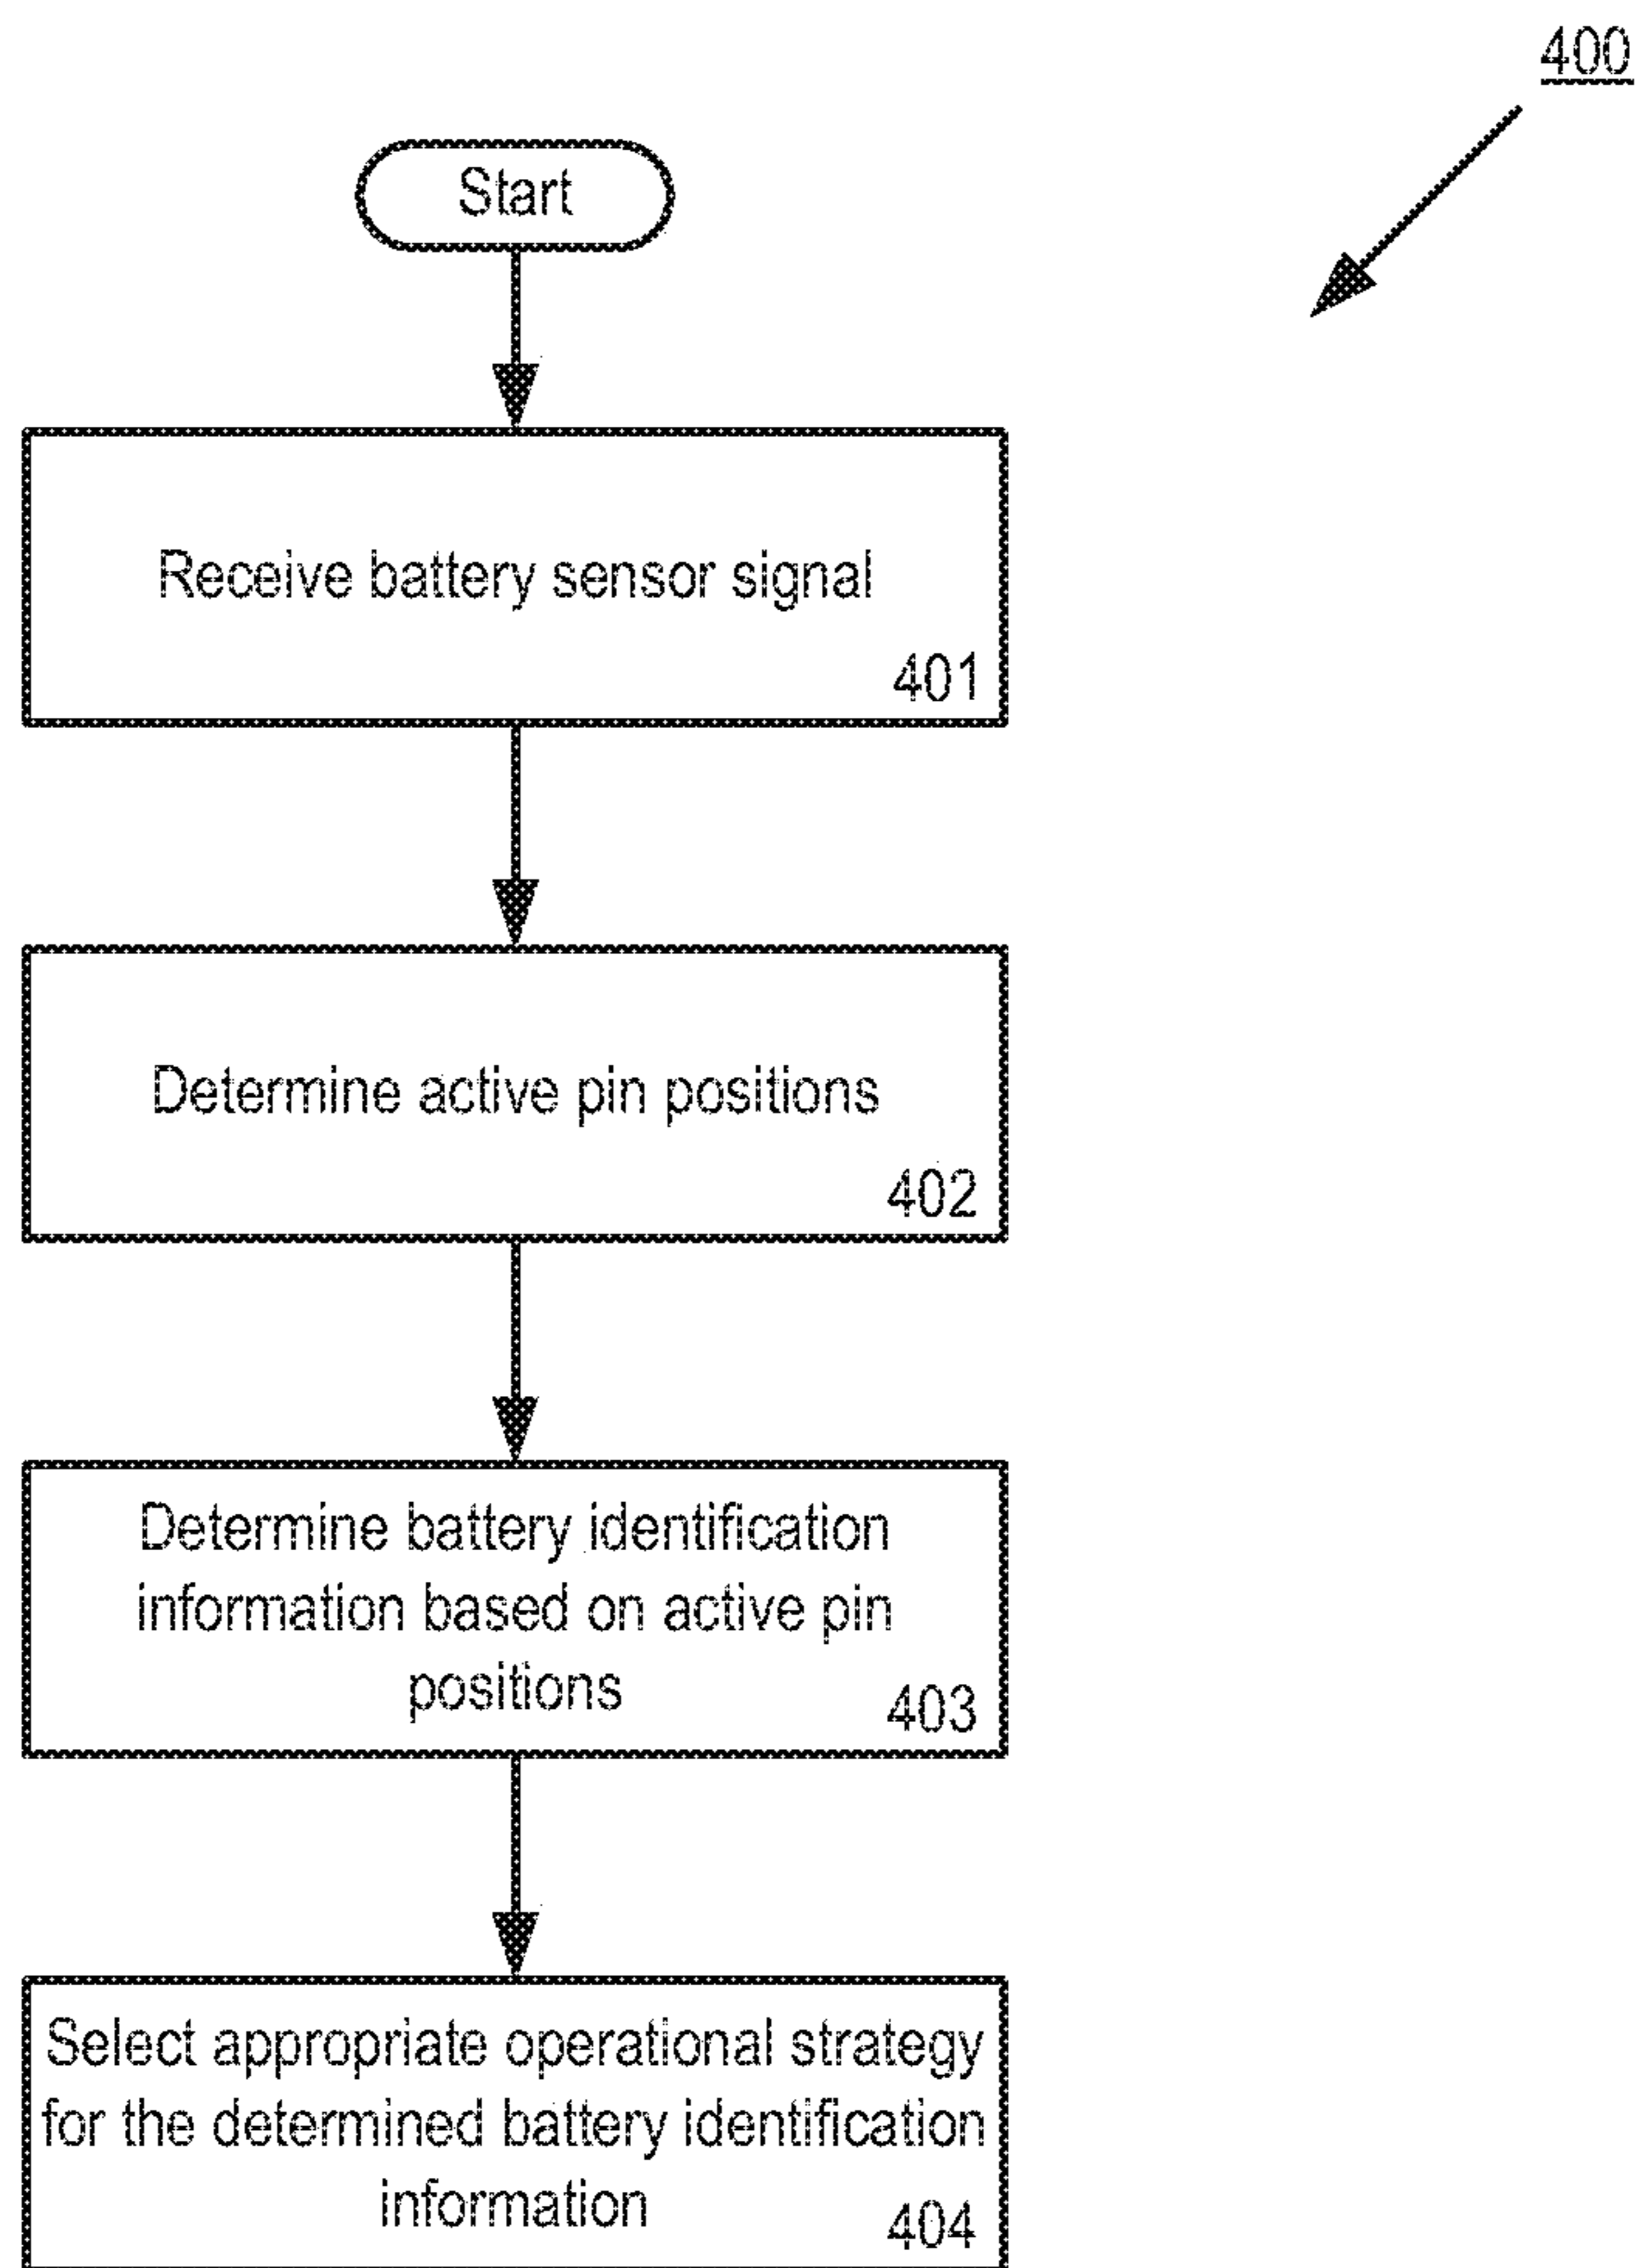 400
Start
Receive battery sensor signal
401
Determine active pin positions
402
Determine battery identification
information based on active pin
positions
403
Select appropriate operational strategy
for the determined battery identification
information
404